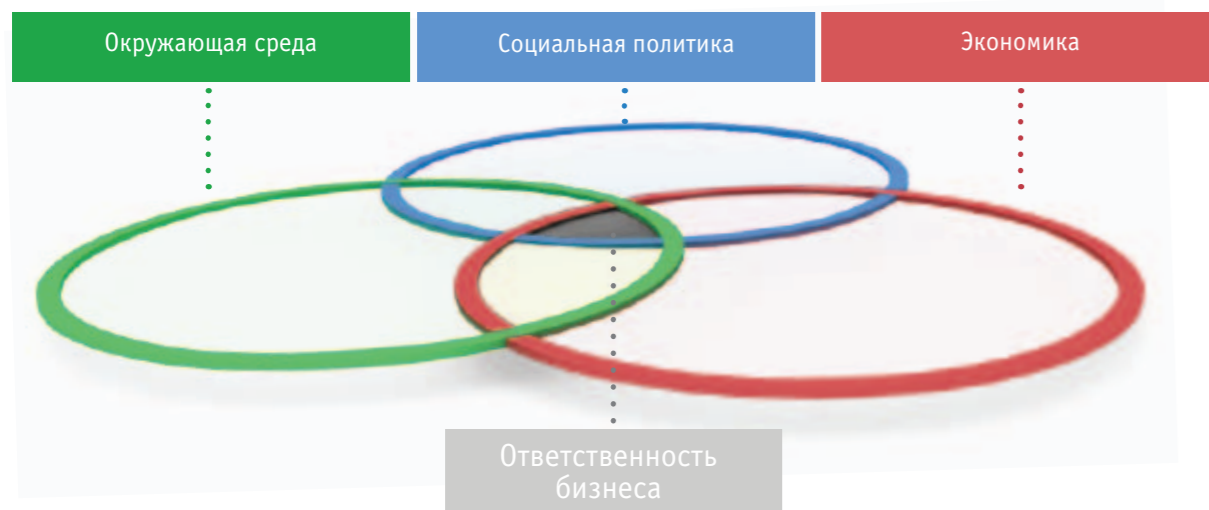 Окружающая среда
Социальная политика
Экономика
Ответственность
бизнеса